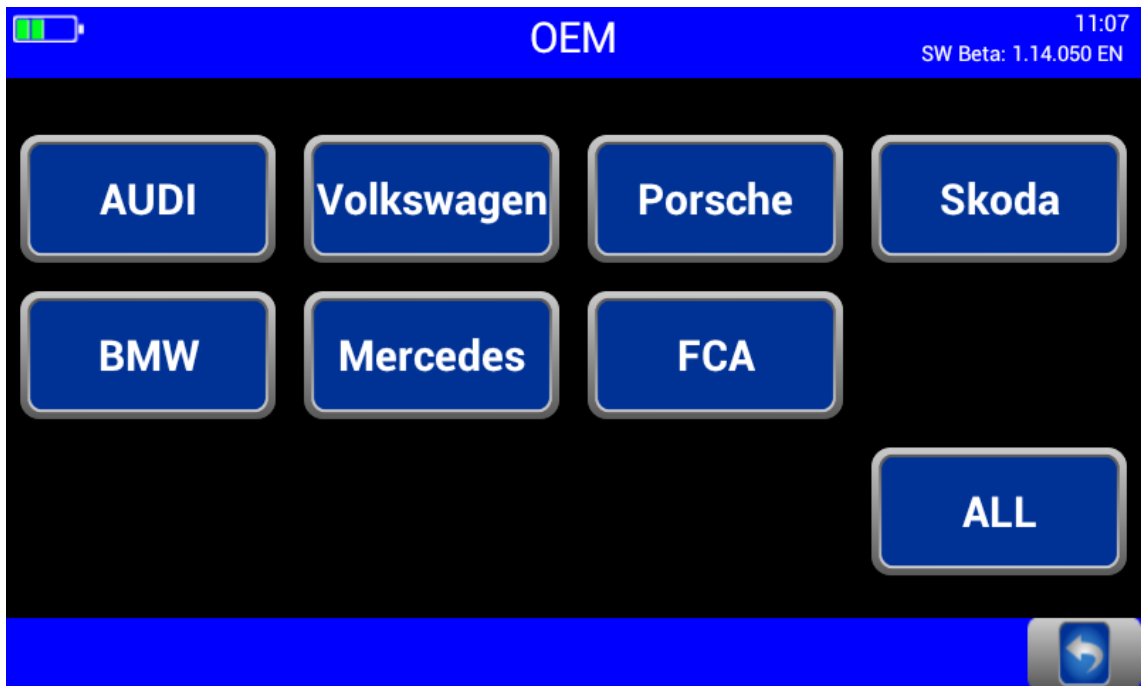 OEM
11:07
SW Beta: 1.14.050 EN
AUDI
Volkswagen
Porsche
Skoda
BMW
Mercedes
FCA
ALL